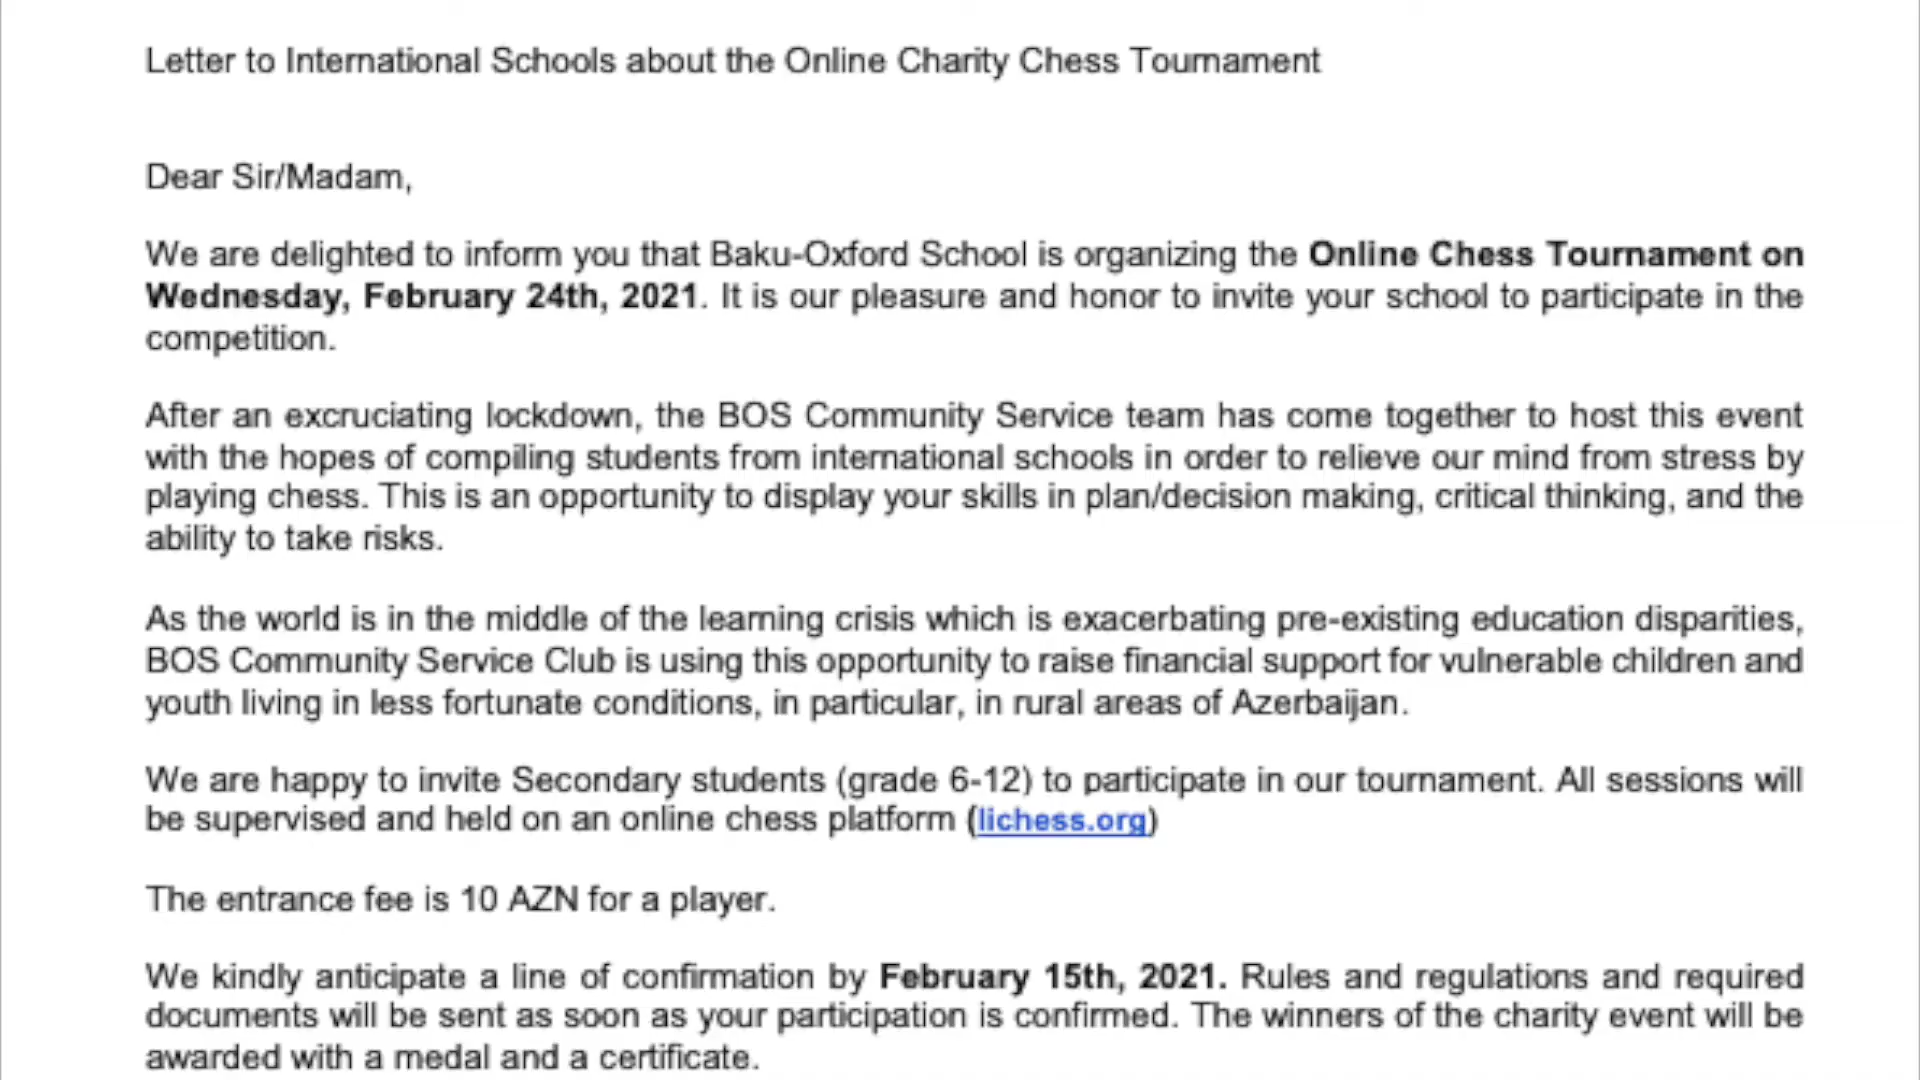 Letter to International Schools about the Online Charity Chess Tournament
Dear Sir/Madam,
We are delighted to inform you that Baku-Oxford School is organizing the Online Chess Tournament on
Wednesday, February 24th, 2021. It is our pleasure and honor to invite your school to participate in the
competition.
After an excruciating lockdown, the BOS Community Service team has come together to host this event
with the hopes of compiling students from international schools in order to relieve our mind from stress by
playing chess. This is an opportunity to display your skills in plan/decision making, critical thinking, and the
ability to take risks.
As the world is in the middle of the learning crisis which is exacerbating pre-existing education disparities,
BOS Community Service Club is using this opportunity to raise financial support for vulnerable children and
youth living in less fortunate conditions, in particular, in rural areas of Azerbaijan.
We are happy to invite Secondary students (grade 6-12) to participate in our tournament. All sessions will
be supervised and held on an online chess platform (lichess.org)
The entrance fee is 10 AZN for a player.
We kindly anticipate a line of confirmation by February 15th, 2021. Rules and regulations and required
documents will be sent as soon as your participation is confirmed. The winners of the charity event will be
awarded with a medal and a certificate.